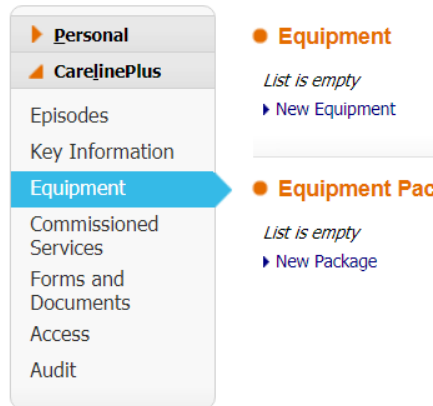 Personal
CarelinePlus
Episodes
Key Information
Equipment
Commissioned
Services
Forms and
Documents
Access
Audit
Equipment
List is empty
New Equipment
Equipment Pac
List is empty
New Package